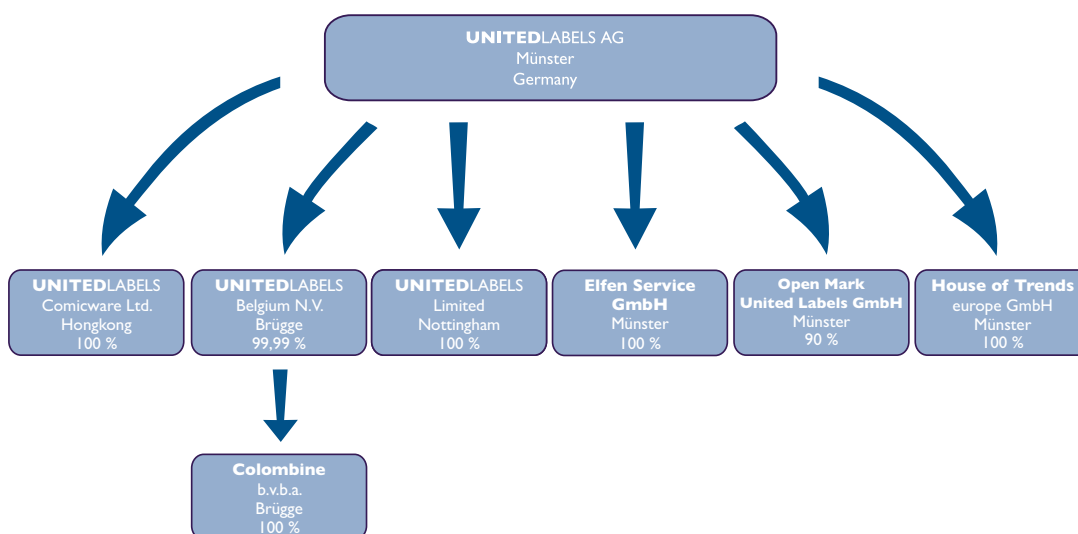 UNITEDLABELS AG
Münster
Germany
UNITEDLABELS
Comicware Ltd.
Hongkong
100 %
UNITEDLABELS
Belgium N.V.
Brügge
99,99 %
UNITEDLABELS
Limited
Nottingham
100 %
Elfen Service
GmbH
Münster
100 %
Open Mark
United Labels GmbH
Münster
90 %
House of Trends
europe GmbH
Münster
100 %
Colombine
b.v.b.a.
Brügge
100 %